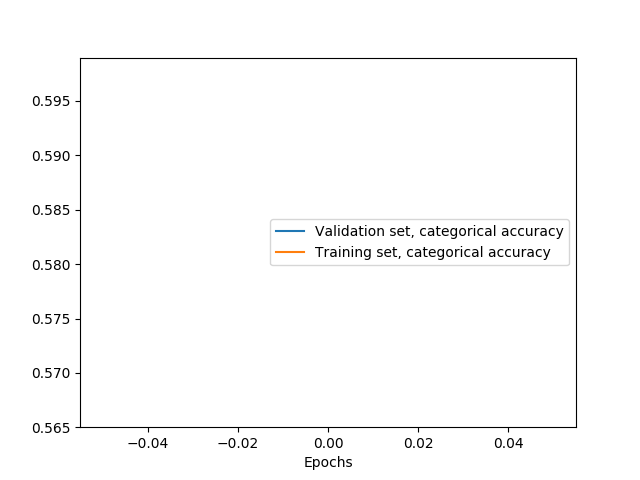 0.595
0.590
0.585
Validation set, categorical accuracy
Training set, categorical accuracy
0.580
0.575
0.570
0.565
−0.04 −0.02 0.00 0.02 0.04
Epochs